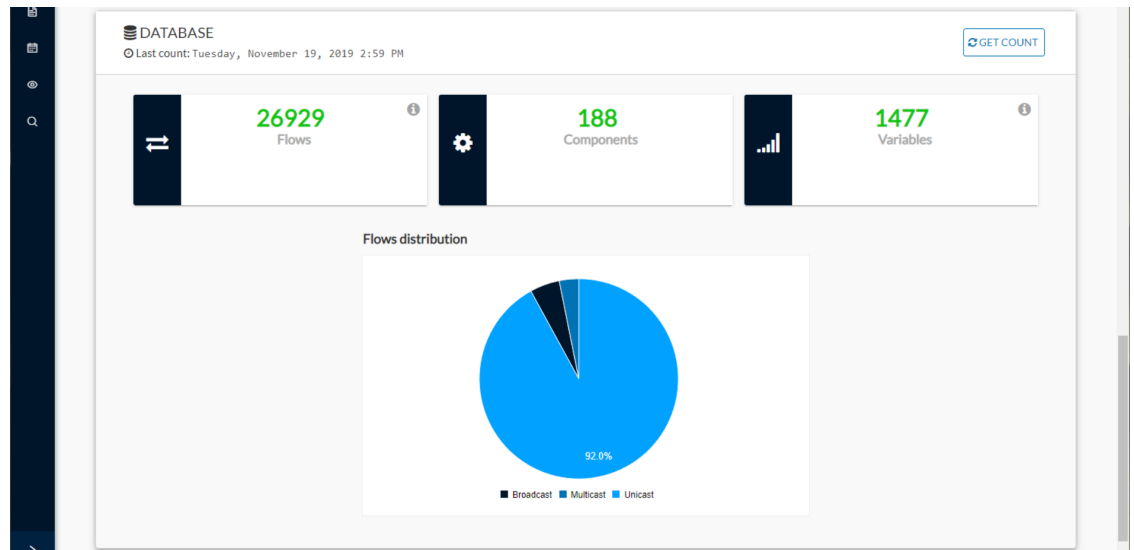 DATABASE
Last count: Tuesday, November 19, 2019 2:59 PM
GET COUNT
26929
Flows
188
Components
1477
Variables
Flows distribution
92.0%
Broadcast Multicast Unicast